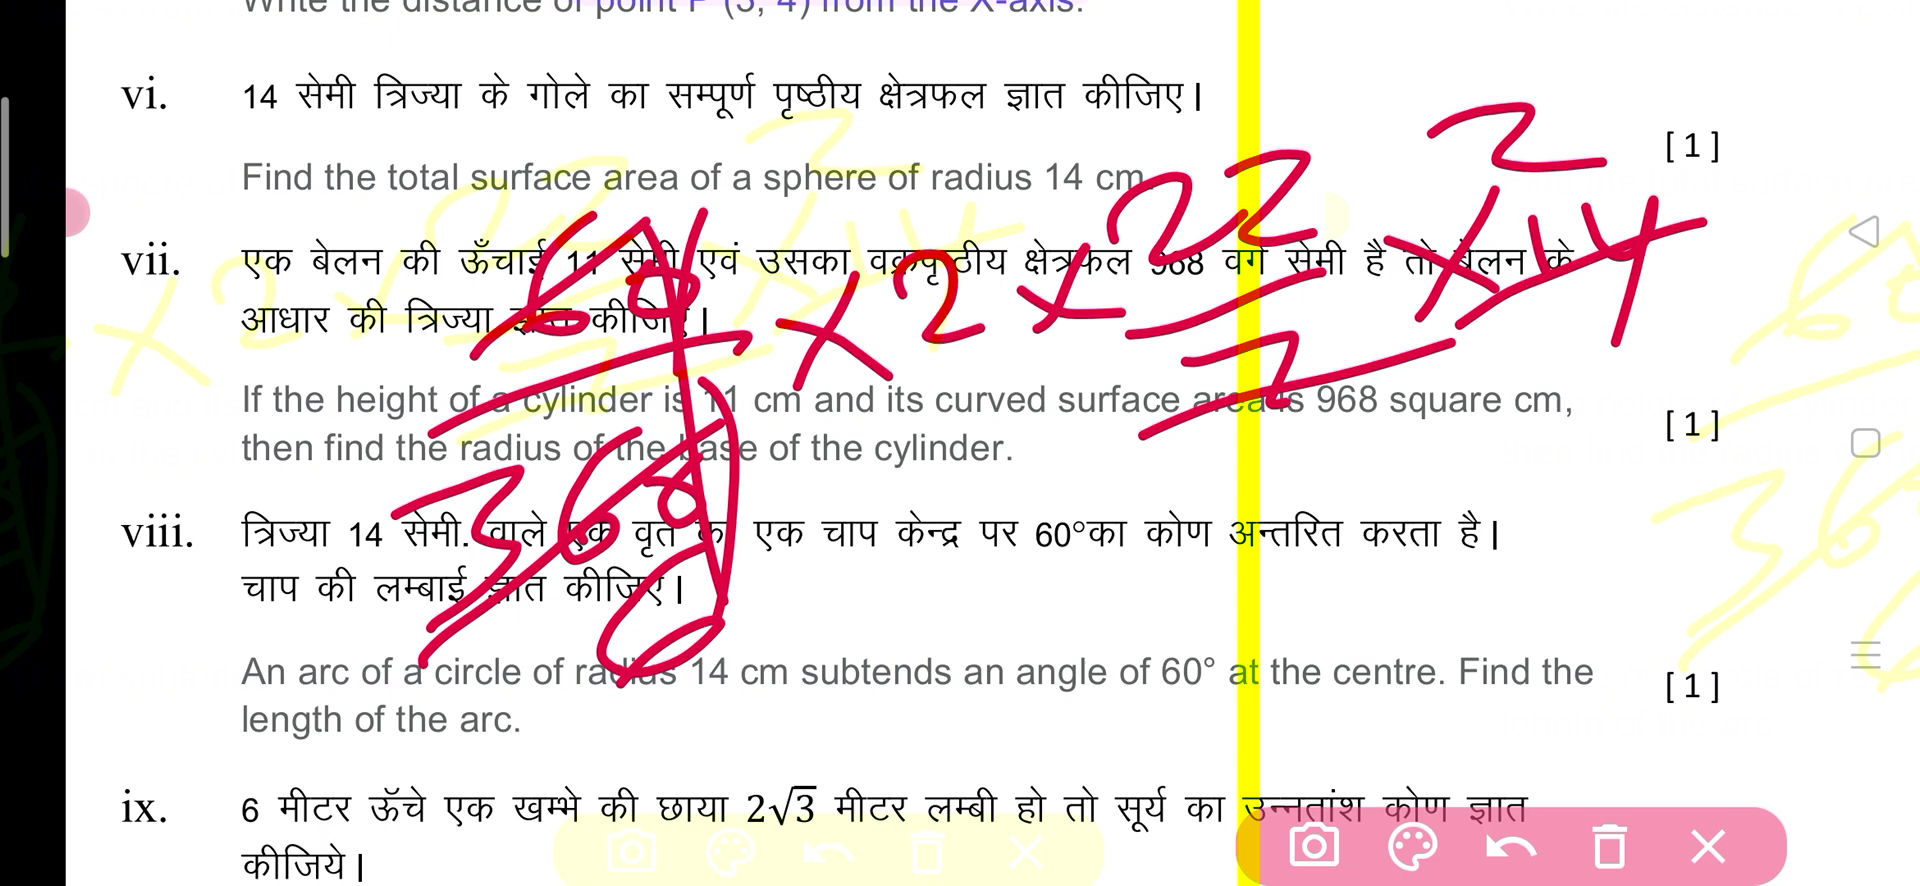 Write the distance of point P (3, 4) from the X-axis.
vi. 14 सेमी त्रिज्या के गोले का सम्पूर्ण पृष्ठीय क्षेत्रफल ज्ञात कीजिए।
[1]
Find the total surface area of a sphere of radius 14 cm.
vii. एक बेलन की ऊँचाई 11 सेमी एवं उसका वक्रपृष्ठीय क्षेत्रफल 968 वर्ग सेमी है तो बेलन के
आधार की त्रिज्या ज्ञात कीजिए।
If the height of a cylinder is 11 cm and its curved surface area is 968 square cm,
[1]
then find the radius of the base of the cylinder.
viii. त्रिज्या 14 सेमी. वाले एक वृत के एक चाप केन्द्र पर 60°का कोण अन्तरित करता है।
चाप की लम्बाई ज्ञात कीजिए।
An arc of a circle of radius 14 cm subtends an angle of 60° at the centre. Find the
[1]
length of the arc.
ix. 6 मीटर ऊँचे एक खम्भे की छाया 2√3 मीटर लम्बी हो तो सूर्य का उन्नतांश कोण ज्ञात
कीजिये।
2
60 × 2 × 22 × 14
360 7